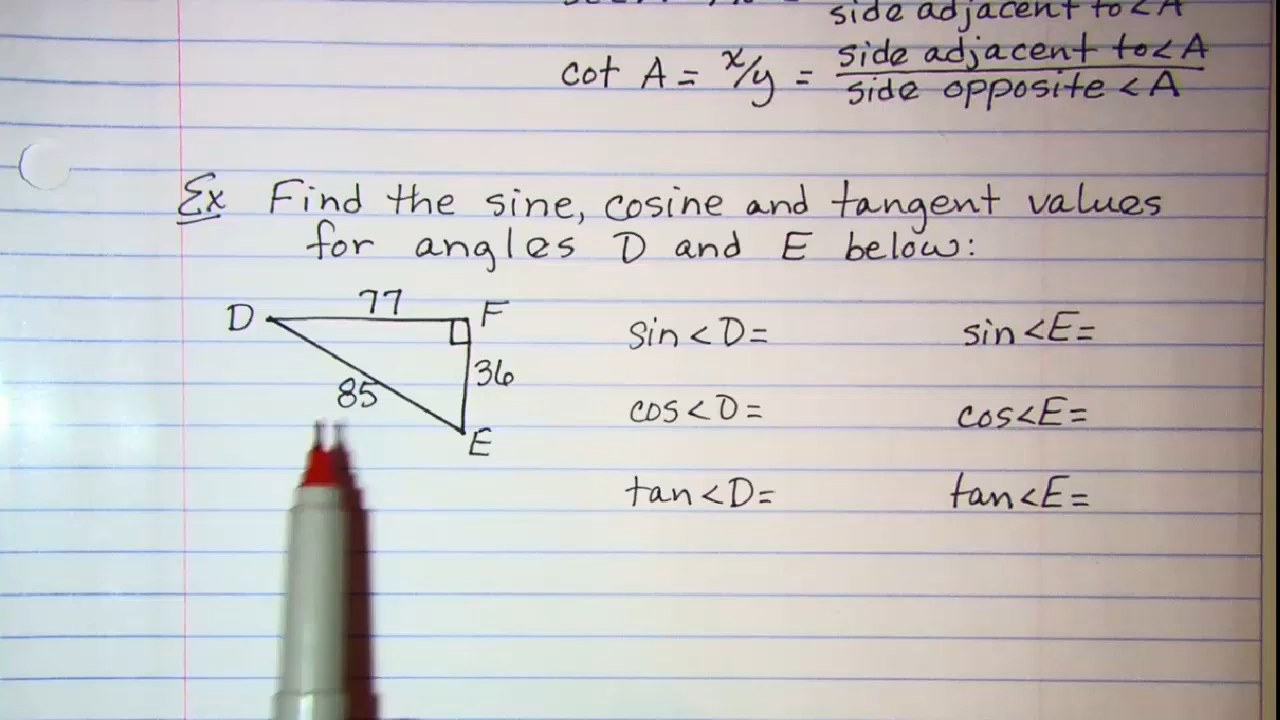 side adjacent to <A
cot A = x/y = side adjacent to <A
side opposite < A
Ex Find the sine, cosine and tangent values
for angles D and E below:
D 77 F
36
85
E
sin < D = sin < E =
cos < D = cos < E =
tan < D = tan < E =